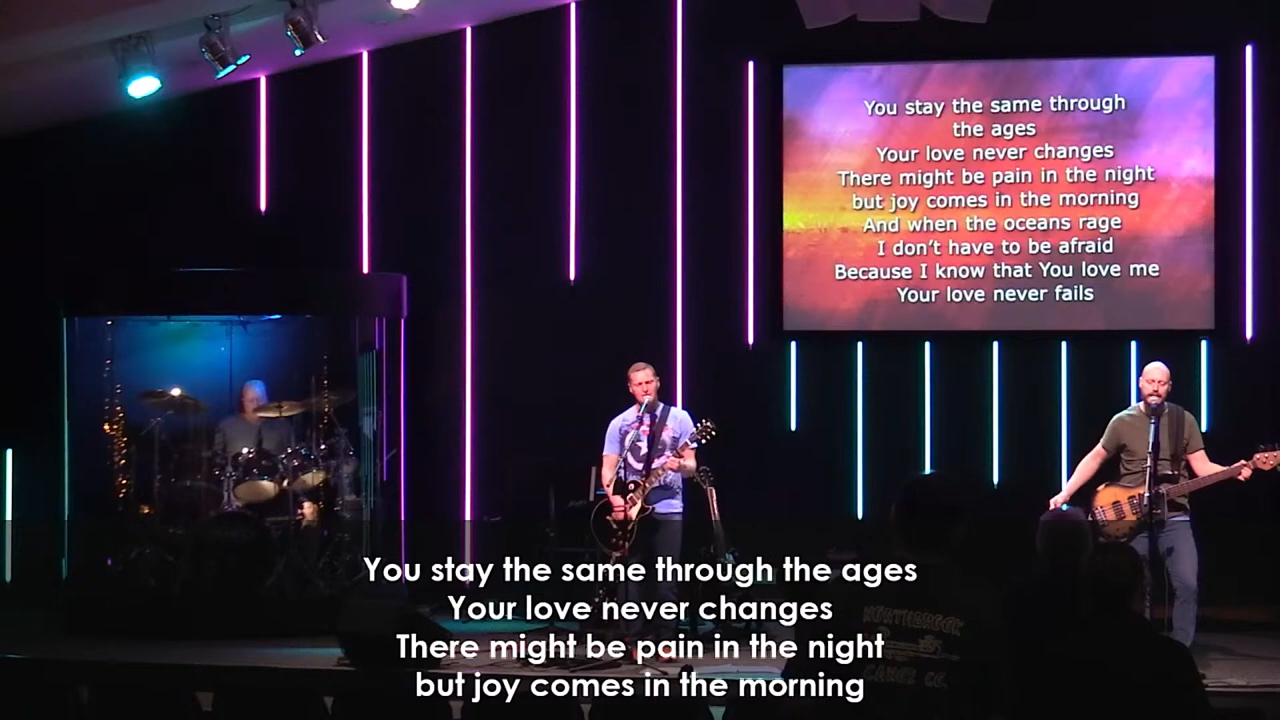 You stay the same through
the ages
Your love never changes
There might be pain in the night
but joy comes in the morning
And when the oceans rage
I don't have to be afraid
Because I know that You love me
Your love never fails
You stay the same through the ages
Your love never changes
There might be pain in the night
but joy comes in the morning
NORTHBROOK
CANOE CO.